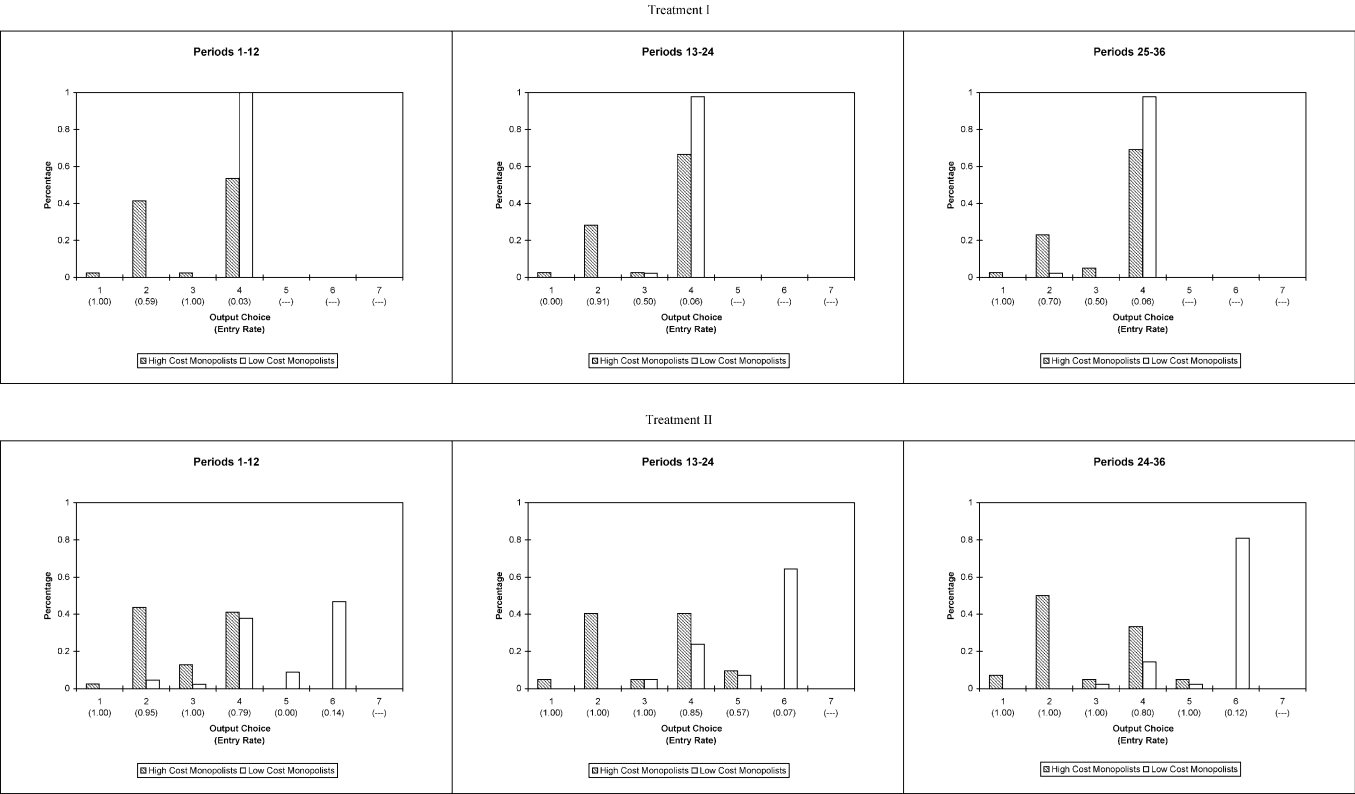 Treatment I
Periods 1-12
Percentage
1
0.8
0.6
0.4
0.2
0
1 2 3 4 5 6 7
(1.00) (0.59) (1.00) (0.03) (---) (---) (---)
Output Choice
(Entry Rate)
High Cost Monopolists Low Cost Monopolists
Periods 13-24
Percentage
1
0.8
0.6
0.4
0.2
0
1 2 3 4 5 6 7
(0.00) (0.91) (0.50) (0.06) (---) (---) (---)
Output Choice
(Entry Rate)
High Cost Monopolists Low Cost Monopolists
Periods 25-36
Percentage
1
0.8
0.6
0.4
0.2
0
1 2 3 4 5 6 7
(1.00) (0.70) (0.50) (0.06) (---) (---) (---)
Output Choice
(Entry Rate)
High Cost Monopolists Low Cost Monopolists
Treatment II
Periods 1-12
Percentage
1
0.8
0.6
0.4
0.2
0
1 2 3 4 5 6 7
(1.00) (0.95) (1.00) (0.79) (0.00) (0.14) (---)
Output Choice
(Entry Rate)
High Cost Monopolists Low Cost Monopolists
Periods 13-24
Percentage
1
0.8
0.6
0.4
0.2
0
1 2 3 4 5 6 7
(1.00) (1.00) (1.00) (0.85) (0.57) (0.07) (---)
Output Choice
(Entry Rate)
High Cost Monopolists Low Cost Monopolists
Periods 24-36
Percentage
1
0.8
0.6
0.4
0.2
0
1 2 3 4 5 6 7
(1.00) (1.00) (1.00) (0.80) (1.00) (0.12) (---)
Output Choice
(Entry Rate)
High Cost Monopolists Low Cost Monopolists